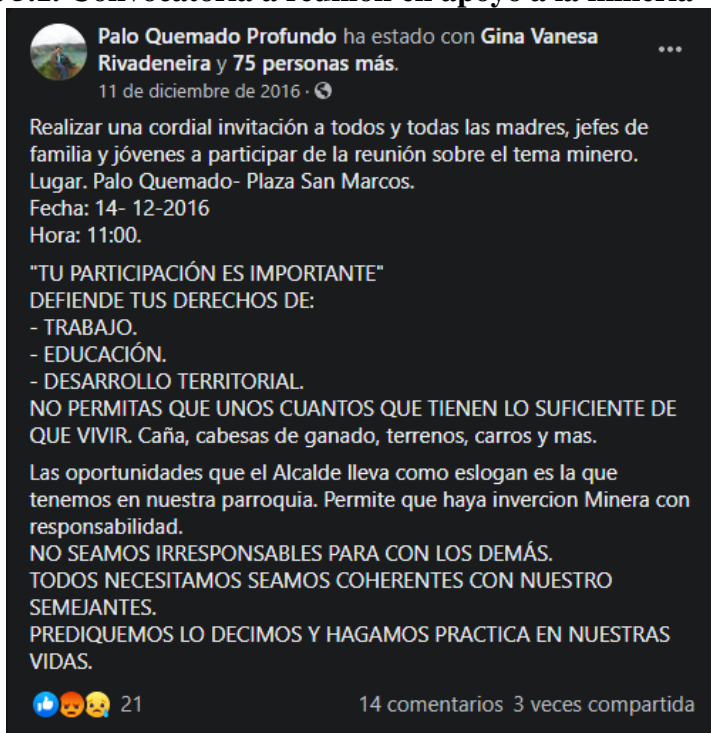 Palo Quemado Profundo ha estado con Gina Vanesa
Rivadeneira y 75 personas más.
11 de diciembre de 2016 ·
Realizar una cordial invitación a todos y todas las madres, jefes de
familia y jóvenes a participar de la reunión sobre el tema minero.
Lugar. Palo Quemado- Plaza San Marcos.
Fecha: 14- 12-2016
Hora: 11:00.
"TU PARTICIPACIÓN ES IMPORTANTE"
DEFIENDE TUS DERECHOS DE:
- TRABAJO.
- EDUCACIÓN.
- DESARROLLO TERRITORIAL.
NO PERMITAS QUE UNOS CUANTOS QUE TIENEN LO SUFICIENTE DE
QUE VIVIR. Caña, cabesas de ganado, terrenos, carros y mas.
Las oportunidades que el Alcalde lleva como eslogan es la que
tenemos en nuestra parroquia. Permite que haya invercion Minera con
responsabilidad.
NO SEAMOS IRRESPONSABLES PARA CON LOS DEMÁS.
TODOS NECESITAMOS SEAMOS COHERENTES CON NUESTRO
SEMEJANTES.
PREDIQUEMOS LO DECIMOS Y HAGAMOS PRACTICA EN NUESTRAS
VIDAS.
21
14 comentarios 3 veces compartida